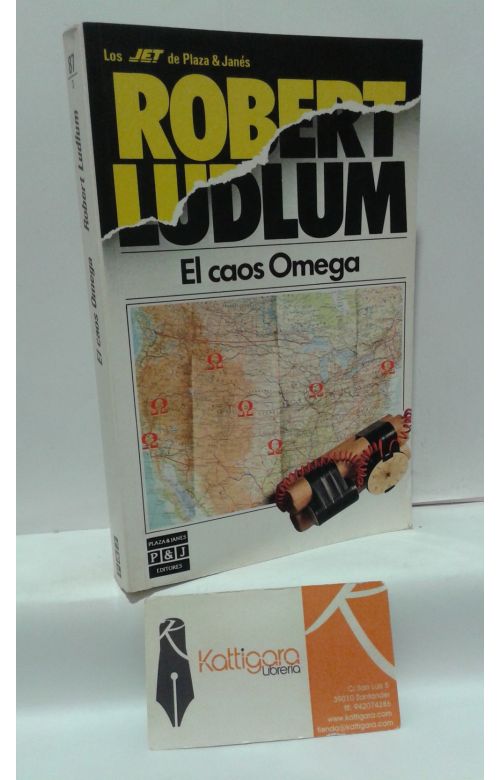 Los JET de Plaza & Janés
ROBERT
LUDLUM
El caos Omega
Ω
Ω
Ω
Ω
Ω
Ω
Ω
PLAZA & JANES
P&J
EDITORES
El caos Omega Robert Ludlum
K
Kattigara
Librería
C/ San Luis 5
39010 Santander
tlf. 942074286
www.kattigara.com
tienda@kattigara.com